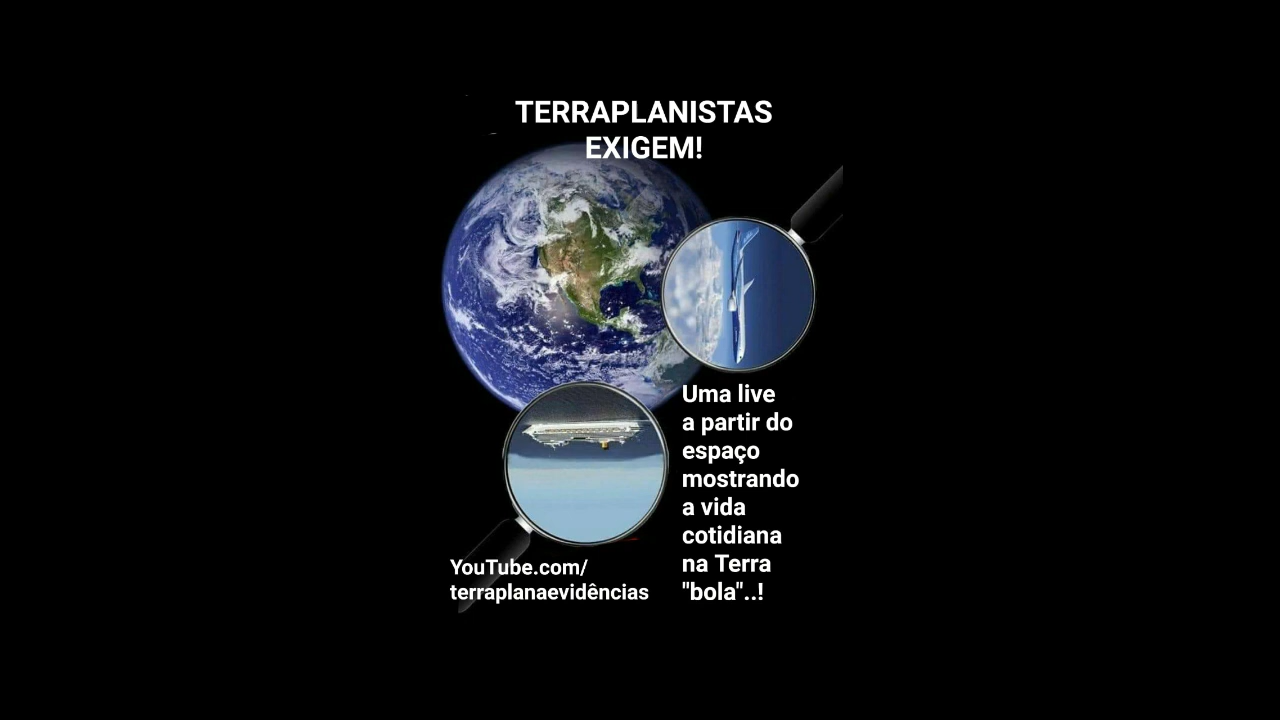 TERRAPLANISTAS
EXIGEM!
Uma live
a partir do
espaço
mostrando
a vida
cotidiana
na Terra
"bola"..!
YouTube.com/
terraplanaevidências